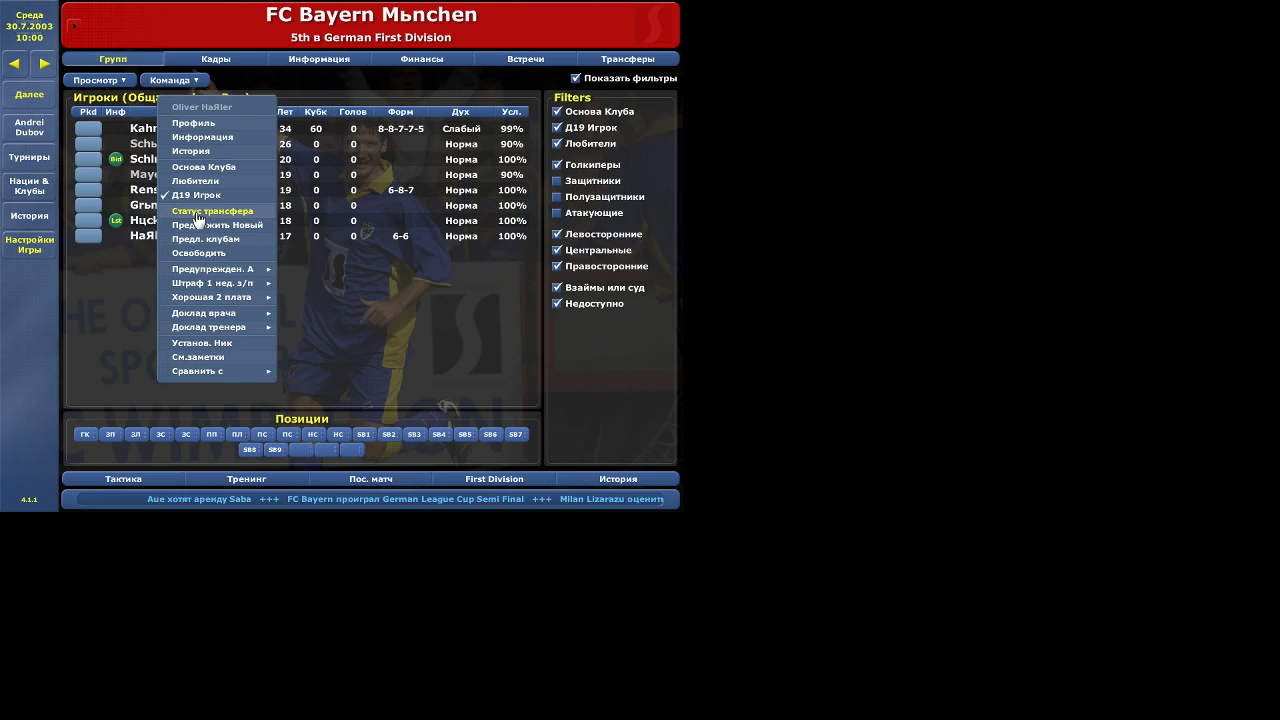 Среда
30.7.2003
10:00
Далее
Andrei
Dubov
Турниры
Нации &
Клубы
История
Настройки
Игры
4.1.1
FC Bayern Mьnchen
5th в German First Division
Групп Кадры Информация Финансы Встречи Трансферы
Просмотр Команда Показать фильтры
Игроки
Pkd Инф Лет Кубк Голов Форм Дух Усл.
Kahr 34 60 0 8-8-7-7-5 Слабый 99%
26 0 0 Норма 90%
Bid 20 0 0 Норма 100%
Maye 19 0 0 Норма 90%
Rens 19 0 0 6-8-7 Норма 100%
18 0 0 Норма 100%
Lst 18 0 0 Норма 100%
17 0 0 6-6 Норма 100%
Oliver НаЯler
Профиль
Информация
История
Основа Клуба
Любители
Д19 Игрок
Статус трансфера
Новый
Предл. клубам
Освободить
Предупрежден. А
Штраф 1 нед. з/п
Хорошая 2 плата
Доклад врача
Доклад тренера
Установ. Ник
См.заметки
Сравнить с
Filters
Основа Клуба
Д19 Игрок
Любители
Голкиперы
Защитники
Полузащитники
Атакующие
Левосторонние
Центральные
Правосторонние
Взаймы или суд
Недоступно
Позиции
ГК ЗП ЗЛ ЗС ЗС ПП ПЛ ПС ПС НС НС SB1 SB2 SB3 SB4 SB5 SB6 SB7
SB8 SB9
Тактика Тренинг Пос. матч First Division История
Aue хотят аренду Saba +++ FC Bayern проиграл German League Cup Semi Final +++ Milan Lizarazu оценить